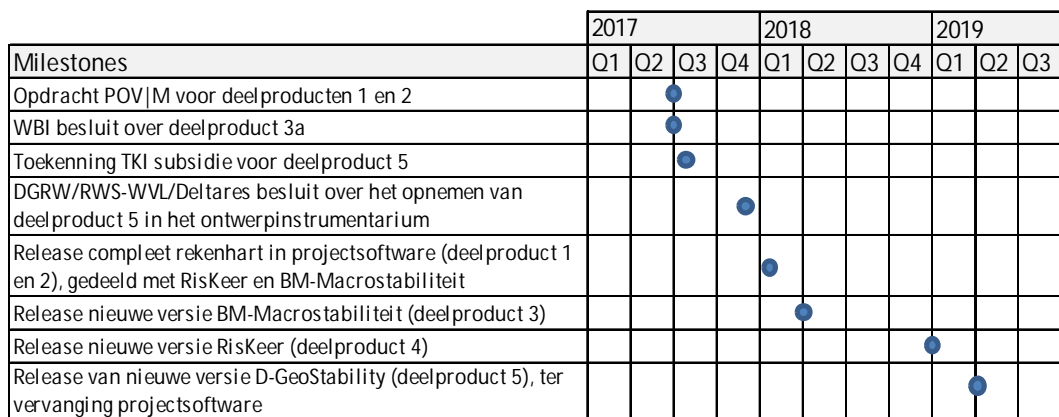 2017 2018 2019
Milestones Q1 Q2 Q3 Q4 Q1 Q2 Q3 Q4 Q1 Q2 Q3
Opdracht POV|M voor deelproducten 1 en 2
WBI besluit over deelproduct 3a
Toekenning TKI subsidie voor deelproduct 5
DGRW/RWS-WVL/Deltares besluit over het opnemen van
deelproduct 5 in het ontwerpinstrumentarium
Release compleet rekenhart in projectsoftware (deelproduct 1
en 2), gedeeld met RisKeer en BM-Macrostabiliteit
Release nieuwe versie BM-Macrostabiliteit (deelproduct 3)
Release nieuwe versie RisKeer (deelproduct 4)
Release van nieuwe versie D-GeoStability (deelproduct 5), ter
vervanging projectsoftware